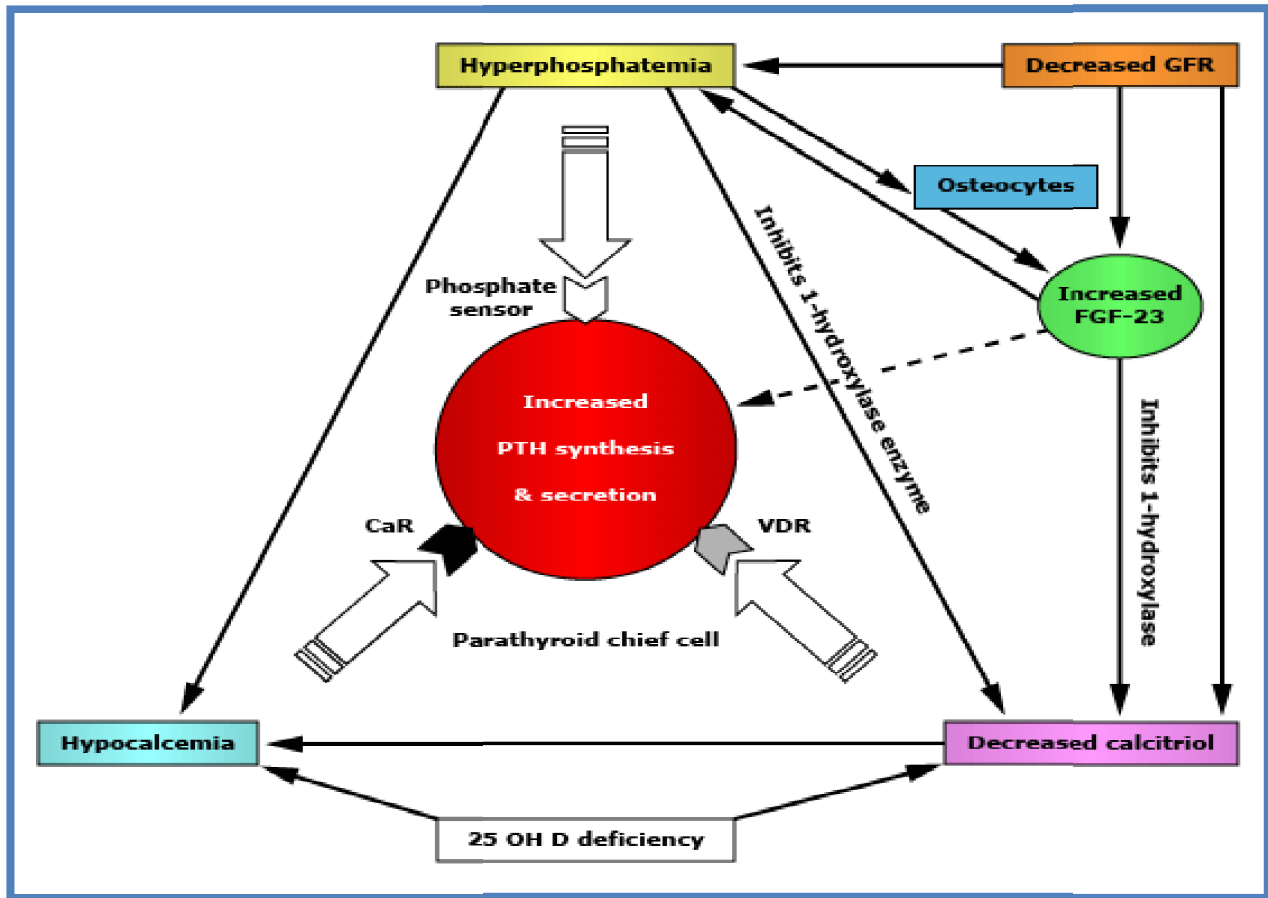 Hyperphosphatemia
Decreased GFR
Osteocytes
Inhibits 1-hydroxylase enzyme
Increased
FGF-23
Phosphate
sensor
Increased
PTH synthesis
& secretion
Inhibits 1-hydroxylase
CaR
VDR
Parathyroid chief cell
Hypocalcemia
Decreased calcitriol
25 OH D deficiency